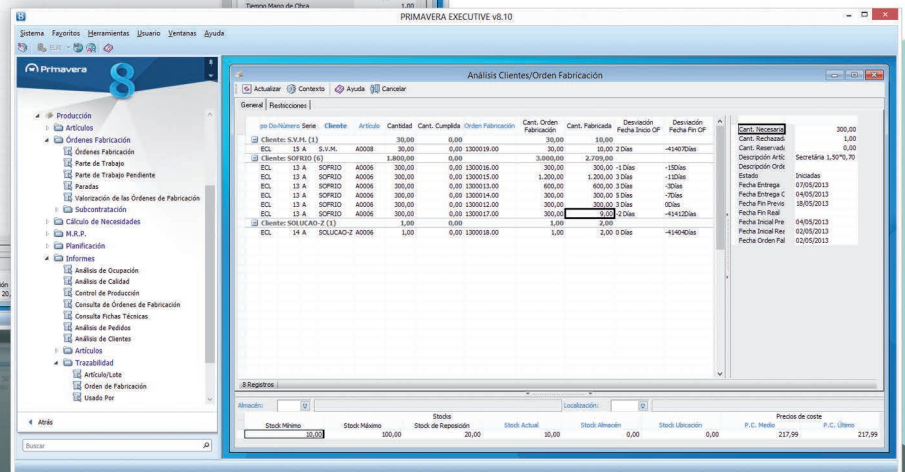 Tiempo Mano de Obra 1,00
PRIMAVERA EXECUTIVE v8.10
Sistema Favoritos Herramientas Usuario Ventanas Ayuda
EUR
Primavera
8
Producción
Artículos
Órdenes Fabricación
Órdenes Fabricación
Parte de Trabajo
Parte de Trabajo Pendiente
Paradas
Valorización de las Órdenes de Fabricación
Subcontratación
Cálculo de Necesidades
M.R.P.
Planificación
Informes
Análisis de Ocupación
Análisis de Calidad
Control de Producción
Consulta de Órdenes de Fabricación
Consulta Fichas Técnicas
Análisis de Pedidos
Análisis de Clientes
Artículos
Trazabilidad
Artículo/Lote
Orden de Fabricación
Usado Por
Atrás
Buscar
Análisis Clientes/Orden Fabricación
Actualizar Contexto Ayuda Cancelar
General Restricciones
po Do Número Serie Cliente Artículo Cantidad Cant. Cumplida Orden Fabricación Cant. Orden Fabricación Cant. Fabricada Desviación Fecha Inicio OF Desviación Fecha Fin OF
Cliente: S.V.M. (1) 30,00 0,00 30,00 10,00
ECL 15 A S.V.M. A0008 30,00 0,00 1300019.00 30,00 10,00 2 Días -41407Días
Cliente: SOFRIO (6) 1.800,00 0,00 3.000,00 2.709,00
ECL 13 A SOFRIO A0006 300,00 0,00 1300016.00 300,00 300,00 -1 Días -15Días
ECL 13 A SOFRIO A0006 300,00 0,00 1300015.00 1.200,00 1.200,00 3 Días -11Días
ECL 13 A SOFRIO A0006 300,00 0,00 1300013.00 600,00 600,00 3 Días -3Días
ECL 13 A SOFRIO A0006 300,00 0,00 1300014.00 300,00 300,00 5 Días -7Días
ECL 13 A SOFRIO A0006 300,00 0,00 1300012.00 300,00 300,00 3 Días 0Días
ECL 13 A SOFRIO A0006 300,00 0,00 1300017.00 300,00 9,00 -2 Días -41412Días
Cliente: SOLUCAO-Z (1) 1,00 0,00 1,00 2,00
ECL 14 A SOLUCAO-Z A0006 1,00 0,00 1300018.00 1,00 2,00 0 Días -41404Días
8 Registros
Cant. Necesaria 300,00
Cant. Rechazada 1,00
Cant. Reservada 0,00
Descripción Artíc Secretária 1,50*0,70
Descripción Orde
Estado Iniciadas
Fecha Entrega 07/05/2013
Fecha Entrega C 04/05/2013
Fecha Fin Previs 18/05/2013
Fecha Fin Real
Fecha Inicial Pre 04/05/2013
Fecha Inicial Rea 02/05/2013
Fecha Orden Fal 02/05/2013
Almacén: Localización:
Stocks Precios de coste
Stock Mínimo Stock Máximo Stock de Reposición Stock Actual Stock Almacén Stock Ubicación P.C. Medio P.C. Último
10,00 100,00 20,00 10,00 0,00 0,00 217,99 217,99